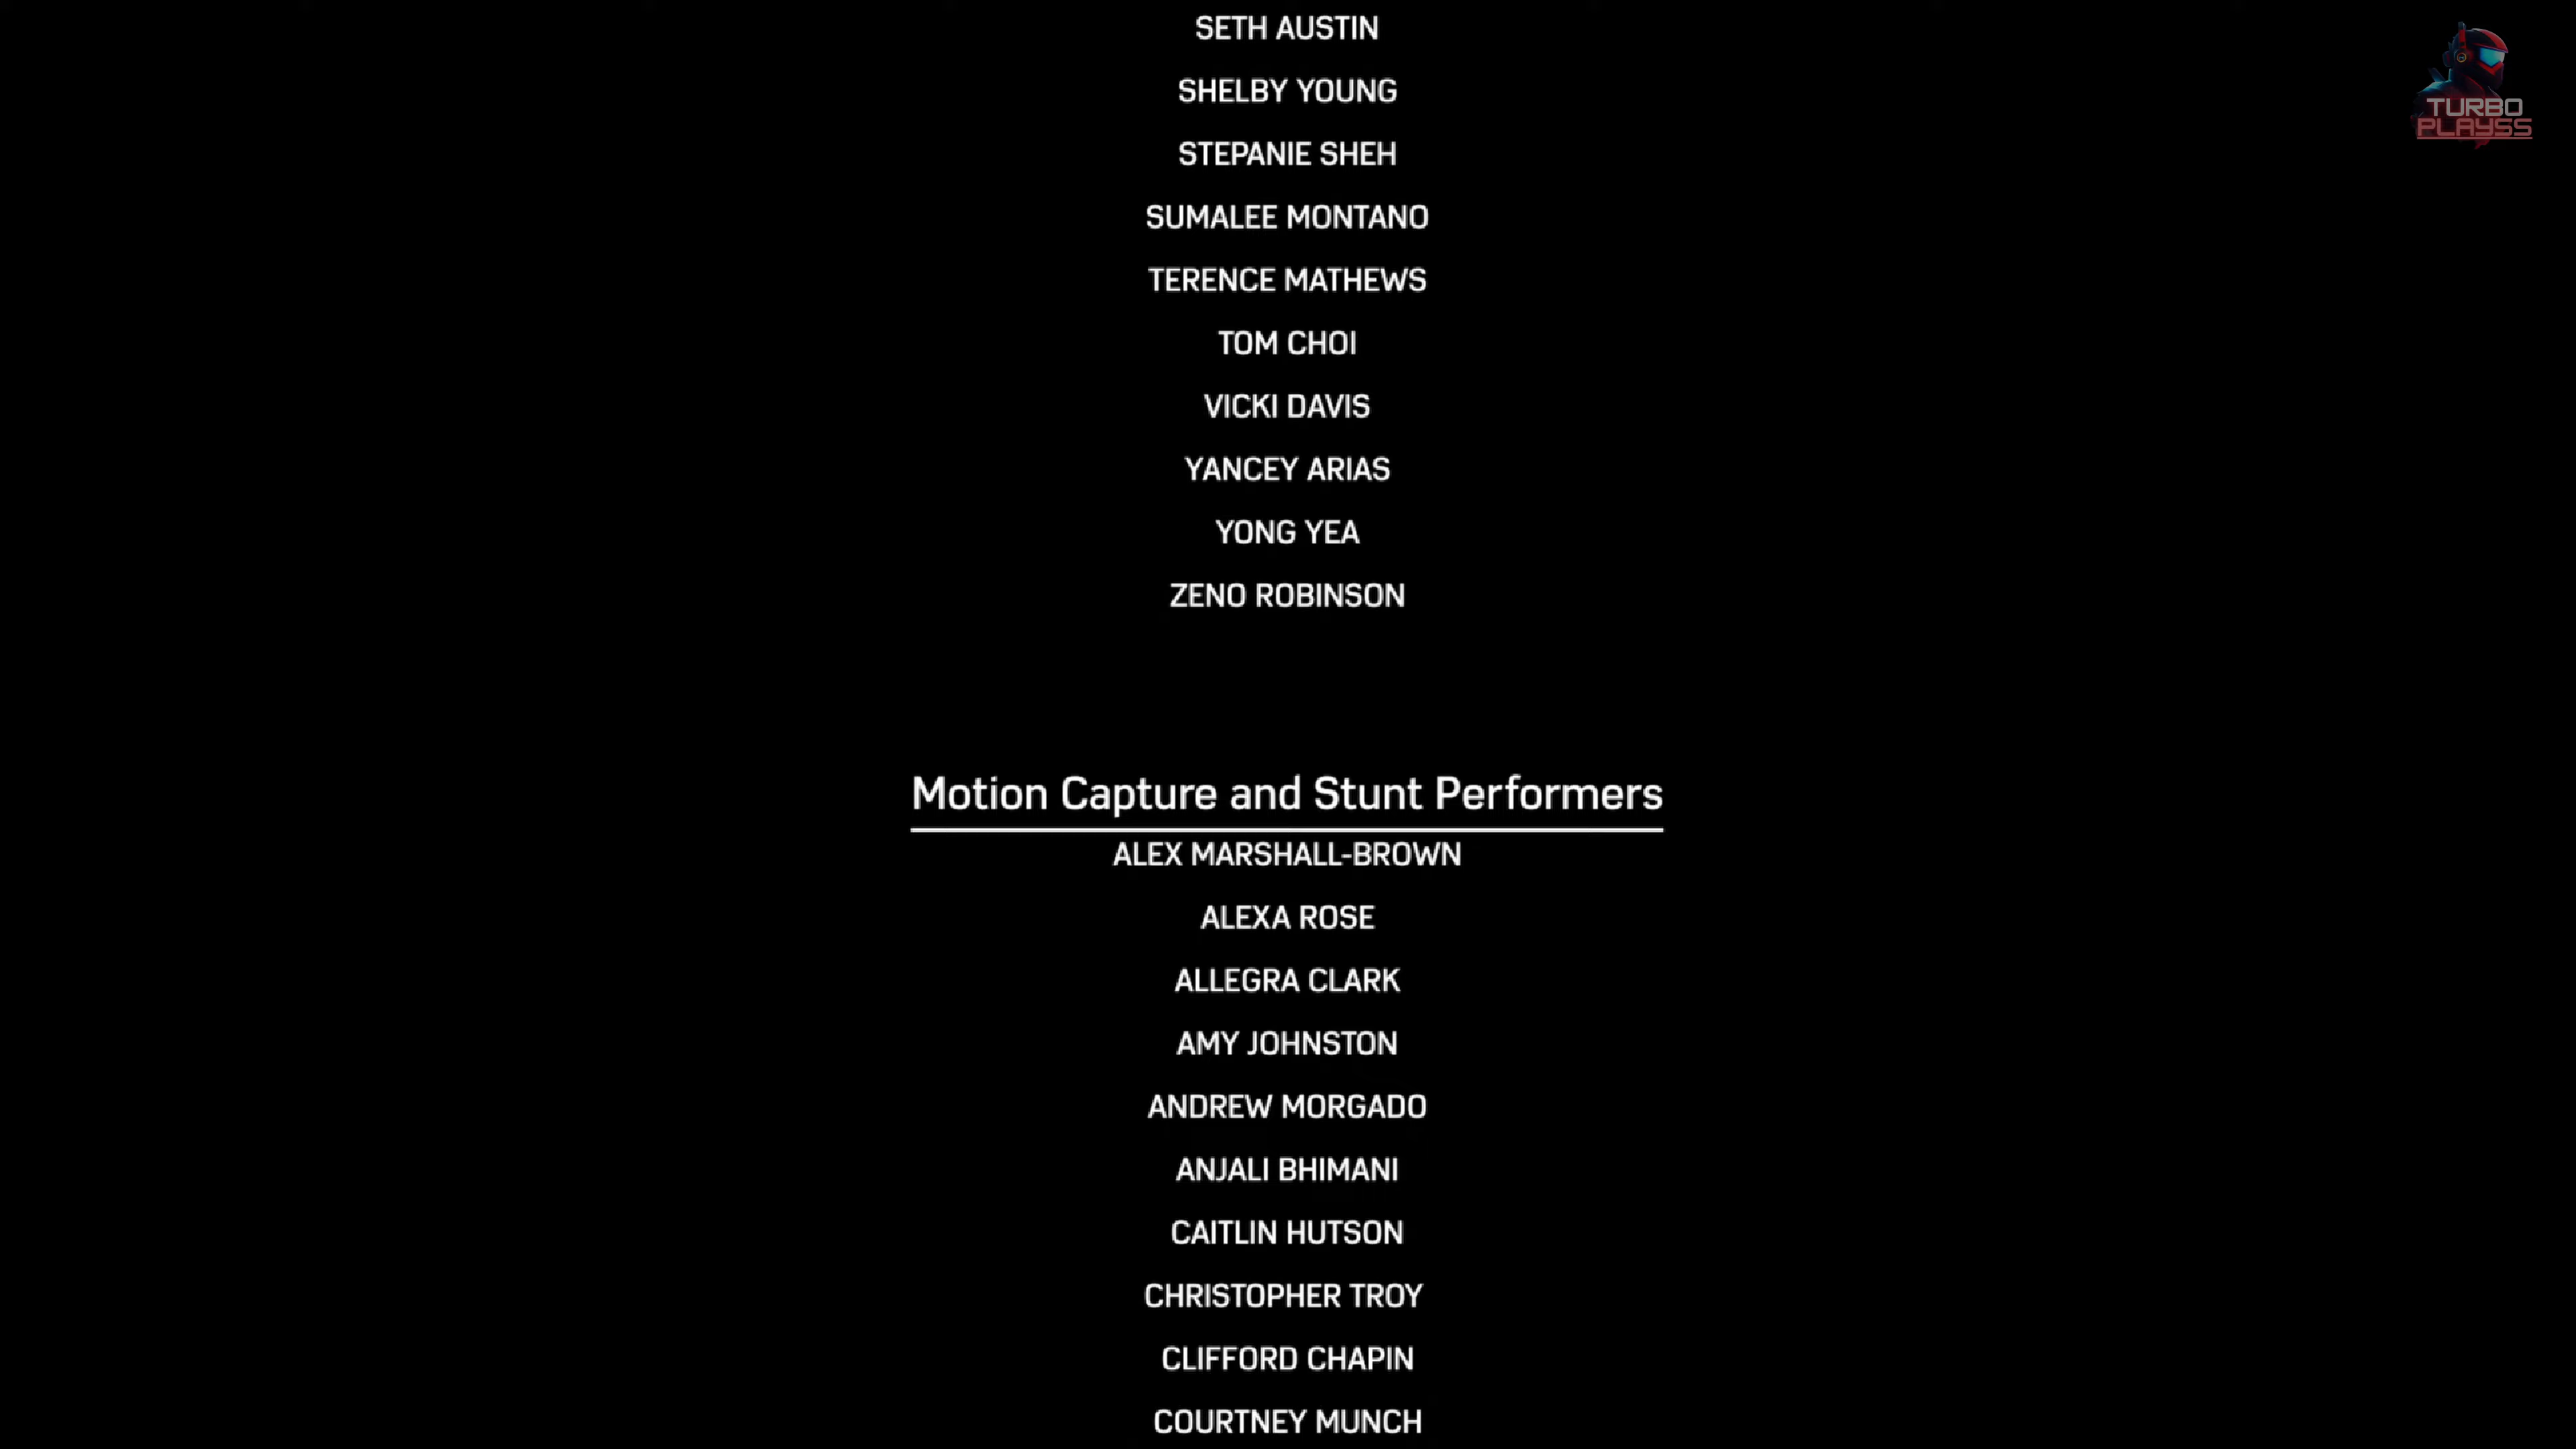 SETH AUSTIN
SHELBY YOUNG
STEPANIE SHEH
SUMALEE MONTANO
TERENCE MATHEWS
TOM CHOI
VICKI DAVIS
YANCEY ARIAS
YONG YEA
ZENO ROBINSON
Motion Capture and Stunt Performers
ALEX MARSHALL-BROWN
ALEXA ROSE
ALLEGRA CLARK
AMY JOHNSTON
ANDREW MORGADO
ANJALI BHIMANI
CAITLIN HUTSON
CHRISTOPHER TROY
CLIFFORD CHAPIN
COURTNEY MUNCH
TURBO
PLAYSS